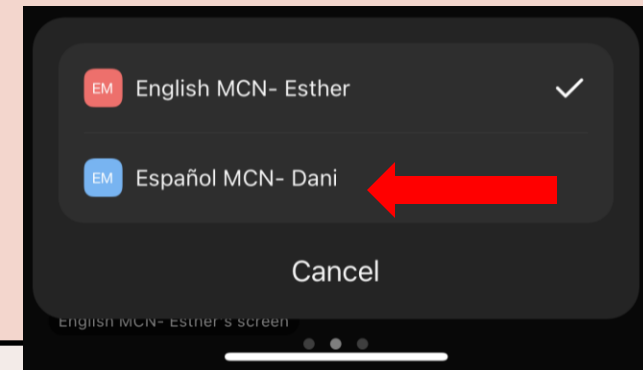 EM English MCN- Esther
EM Español MCN- Dani
Cancel
English MCN- Esther's screen